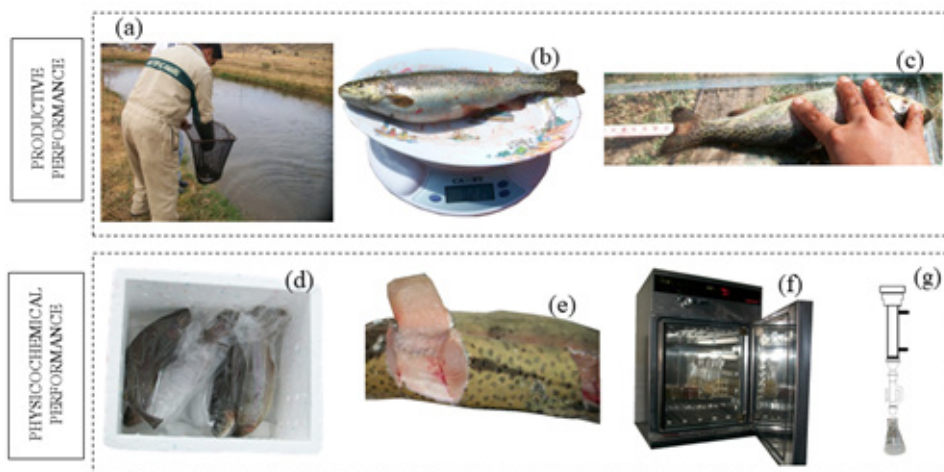 PRODUCTIVE
PERFORMANCE
(a)
(b)
(c)
PHYSICOCHEMICAL
PERFORMANCE
(d)
(e)
(f)
(g)